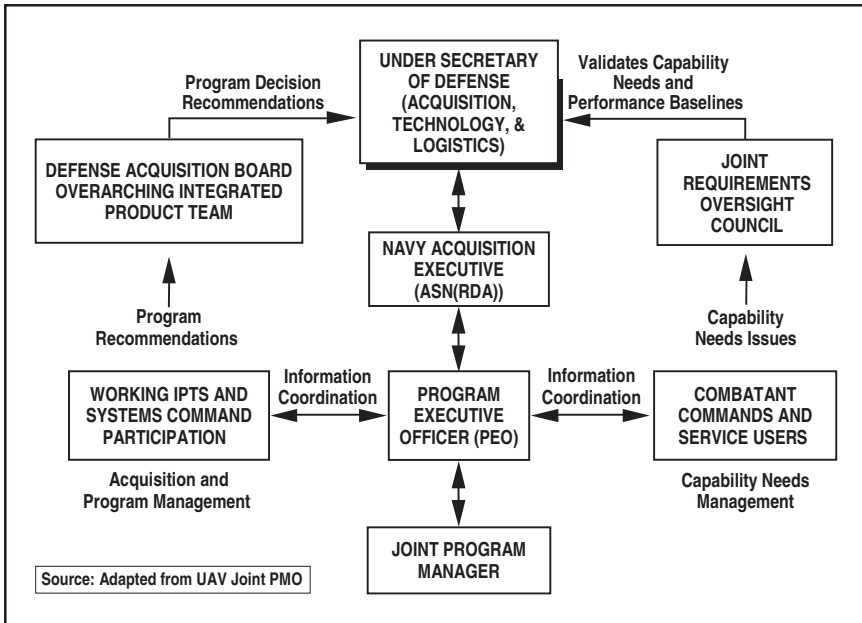 UNDER SECRETARY
OF DEFENSE
(ACQUISITION,
TECHNOLOGY, &
LOGISTICS)
Program Decision
Recommendations
Validates Capability
Needs and
Performance Baselines
DEFENSE ACQUISITION BOARD
OVERARCHING INTEGRATED
PRODUCT TEAM
JOINT
REQUIREMENTS
OVERSIGHT
COUNCIL
NAVY ACQUISITION
EXECUTIVE
(ASN(RDA))
Program
Recommendations
Capability
Needs Issues
WORKING IPTS AND
SYSTEMS COMMAND
PARTICIPATION
Information
Coordination
PROGRAM
EXECUTIVE
OFFICER (PEO)
Information
Coordination
COMBATANT
COMMANDS AND
SERVICE USERS
Acquisition and
Program Management
Capability Needs
Management
JOINT PROGRAM
MANAGER
Source: Adapted from UAV Joint PMO